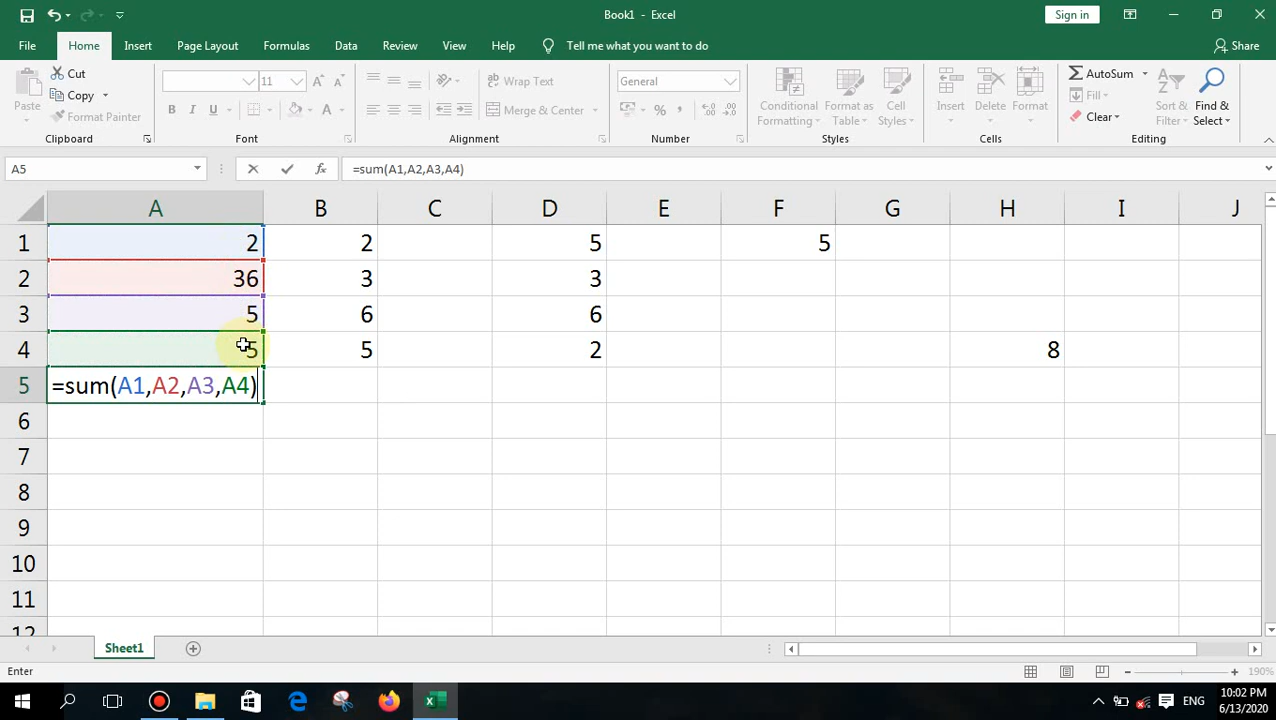 Book1 - Excel
Sign in
File Home Insert Page Layout Formulas Data Review View Help Tell me what you want to do Share
Paste
Cut
Copy
Format Painter
Clipboard
11
B I U
Font
Wrap Text
Merge & Center
Alignment
General
% ,
Number
Conditional Formatting
Format as Table
Cell Styles
Styles
Insert
Delete
Format
Cells
AutoSum
Fill
Clear
Sort & Filter
Find & Select
Editing
A5 fx =sum(A1,A2,A3,A4)
A B C D E F G H I J
1 2 2 5 5
2 36 3 3
3 5 6 6
4 5 5 2 8
5 =sum(A1,A2,A3,A4)
6
7
8
9
10
11
12
Sheet1
Enter
190%
ENG
10:02 PM
6/13/2020